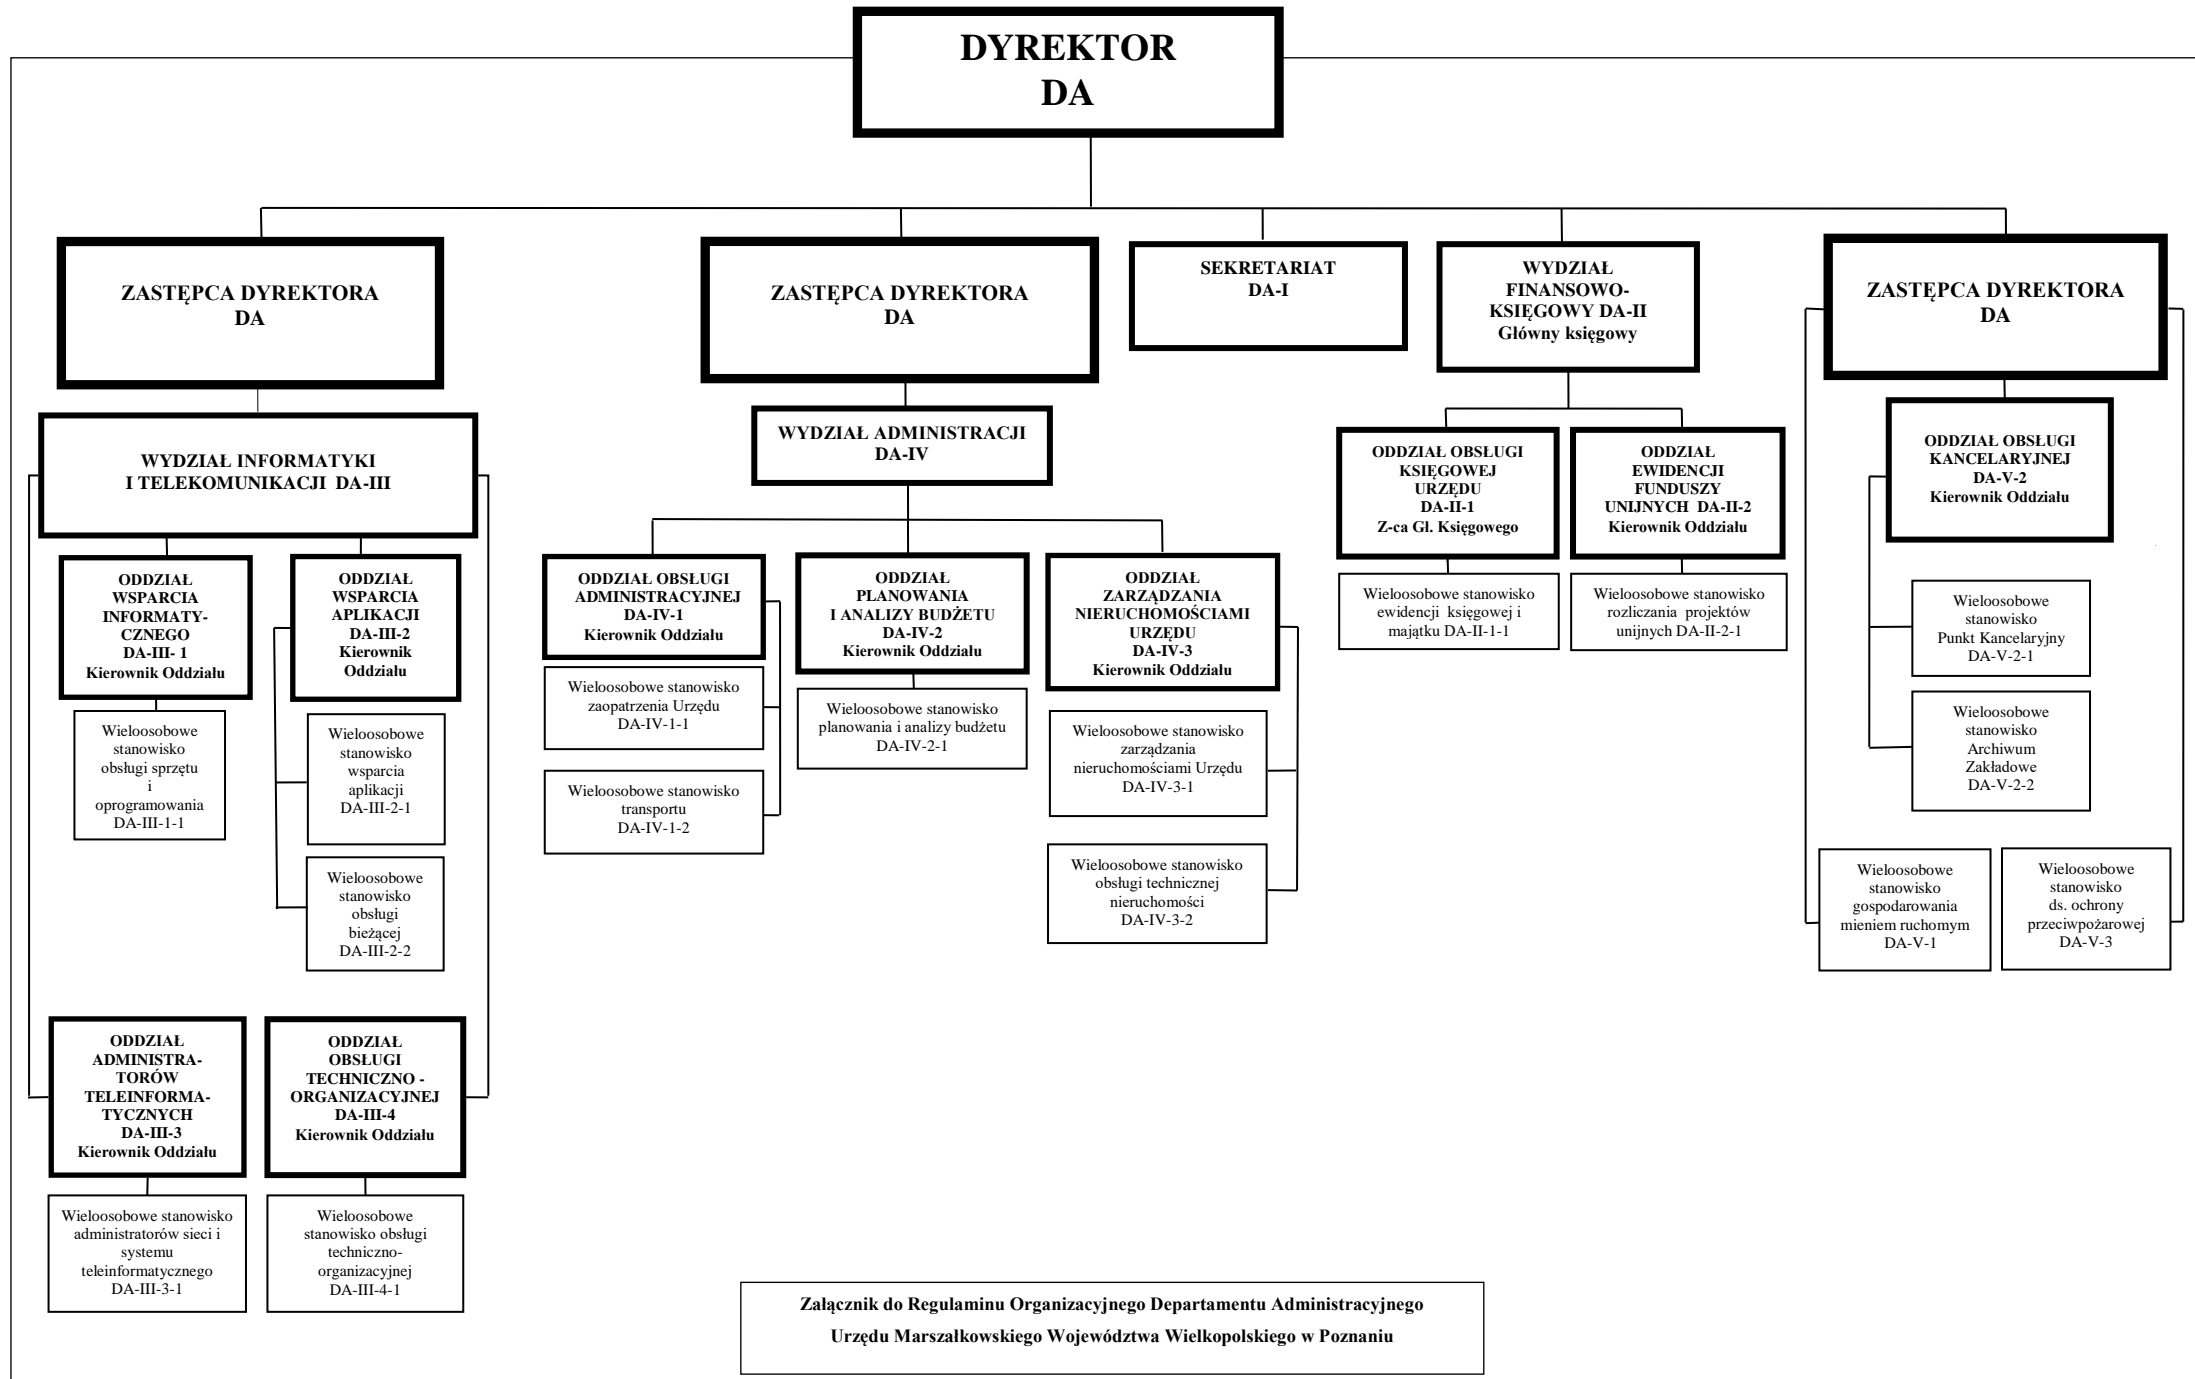 DYREKTOR
DA
ZASTĘPCA DYREKTORA
DA
ZASTĘPCA DYREKTORA
DA
SEKRETARIAT
DA-I
WYDZIAŁ
FINANSOWO-
KSIĘGOWY DA-II
Główny księgowy
ZASTĘPCA DYREKTORA
DA
WYDZIAŁ INFORMATYKI
I TELEKOMUNIKACJI DA-III
ODDZIAŁ
WSPARCIA
INFORMATY-
CZNEGO
DA-III- 1
Kierownik Oddziału
Wieloosobowe
stanowisko
obsługi sprzętu
i
oprogramowania
DA-III-1-1
ODDZIAŁ
WSPARCIA
APLIKACJI
DA-III-2
Kierownik
Oddziału
Wieloosobowe
stanowisko
wsparcia
aplikacji
DA-III-2-1
Wieloosobowe
stanowisko
obsługi
bieżącej
DA-III-2-2
ODDZIAŁ
ADMINISTRA-
TORÓW
TELEINFORMA-
TYCZNYCH
DA-III-3
Kierownik Oddziału
Wieloosobowe stanowisko
administratorów sieci i
systemu
teleinformatycznego
DA-III-3-1
ODDZIAŁ
OBSŁUGI
TECHNICZNO -
ORGANIZACYJNEJ
DA-III-4
Kierownik Oddziału
Wieloosobowe
stanowisko obsługi
techniczno-
organizacyjnej
DA-III-4-1
WYDZIAŁ ADMINISTRACJI
DA-IV
ODDZIAŁ OBSŁUGI
ADMINISTRACYJNEJ
DA-IV-1
Kierownik Oddziału
Wieloosobowe stanowisko
zaopatrzenia Urzędu
DA-IV-1-1
Wieloosobowe stanowisko
transportu
DA-IV-1-2
ODDZIAŁ
PLANOWANIA
I ANALIZY BUDŻETU
DA-IV-2
Kierownik Oddziału
Wieloosobowe stanowisko
planowania i analizy budżetu
DA-IV-2-1
ODDZIAŁ
ZARZĄDZANIA
NIERUCHOMOŚCIAMI
URZĘDU
DA-IV-3
Kierownik Oddziału
Wieloosobowe stanowisko
zarządzania
nieruchomościami Urzędu
DA-IV-3-1
Wieloosobowe stanowisko
obsługi technicznej
nieruchomości
DA-IV-3-2
ODDZIAŁ OBSŁUGI
KSIĘGOWEJ
URZĘDU
DA-II-1
Z-ca Gł. Księgowego
Wieloosobowe stanowisko
ewidencji księgowej i
majątku DA-II-1-1
ODDZIAŁ
EWIDENCJI
FUNDUSZY
UNIJNYCH DA-II-2
Kierownik Oddziału
Wieloosobowe stanowisko
rozliczania projektów
unijnych DA-II-2-1
ODDZIAŁ OBSŁUGI
KANCELARYJNEJ
DA-V-2
Kierownik Oddziału
Wieloosobowe
stanowisko
Punkt Kancelaryjny
DA-V-2-1
Wieloosobowe
stanowisko
Archiwum
Zakładowe
DA-V-2-2
Wieloosobowe
stanowisko
gospodarowania
mieniem ruchomym
DA-V-1
Wieloosobowe
stanowisko
ds. ochrony
przeciwpożarowej
DA-V-3
Załącznik do Regulaminu Organizacyjnego Departamentu Administracyjnego
Urzędu Marszałkowskiego Województwa Wielkopolskiego w Poznaniu